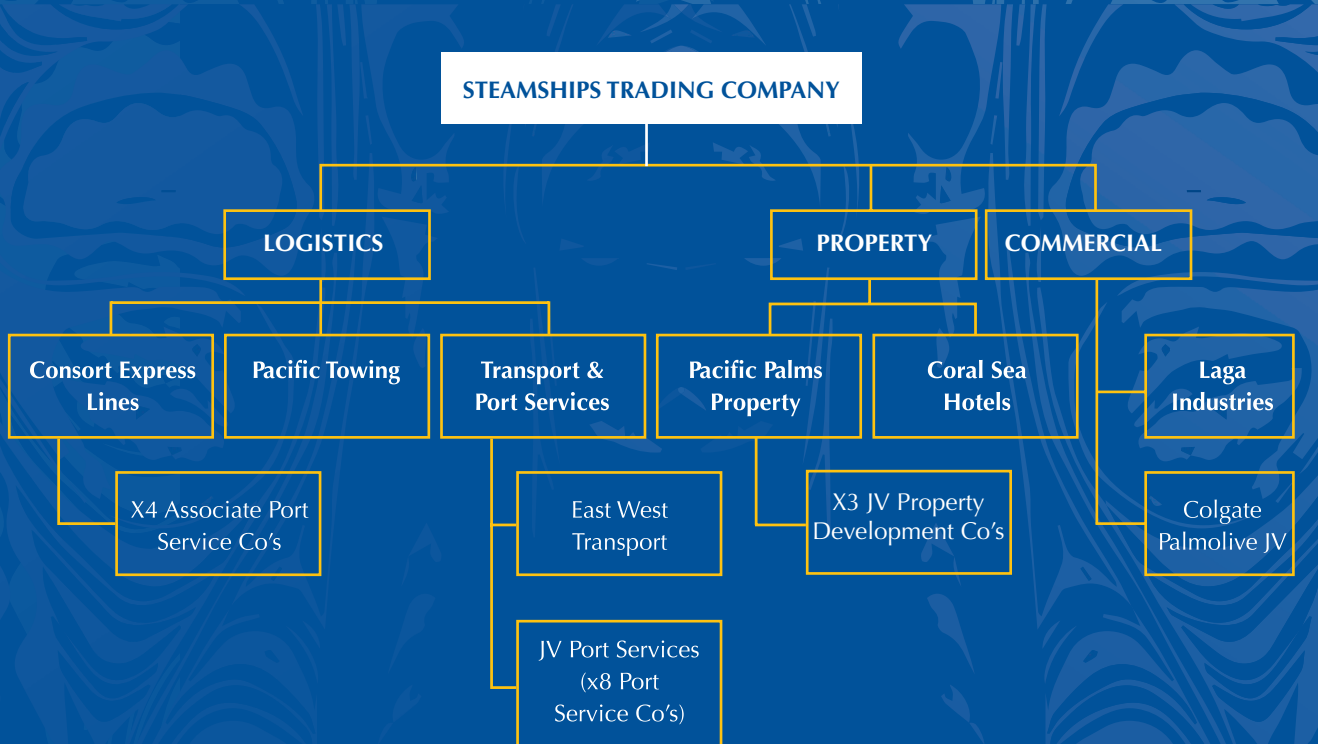 STEAMSHIPS TRADING COMPANY
LOGISTICS
PROPERTY
COMMERCIAL
Consort Express
Lines
Pacific Towing
Transport &
Port Services
Pacific Palms
Property
Coral Sea
Hotels
Laga
Industries
X4 Associate Port
Service Co’s
East West
Transport
X3 JV Property
Development Co’s
Colgate
Palmolive JV
JV Port Services
(x8 Port
Service Co’s)